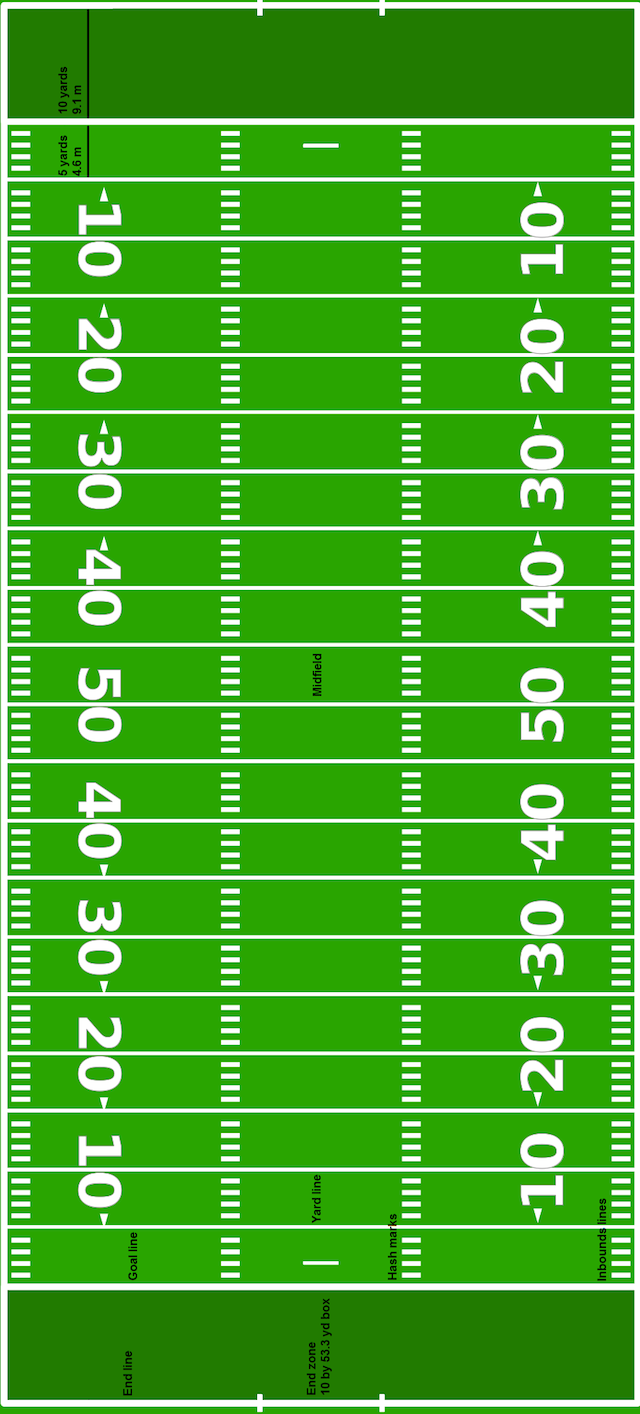 10 yards
9.1 m
5 yards
4.6 m
10
10
20
20
30
30
40
40
50
Midfield
50
40
40
30
30
20
20
10
10
Yard line
Hash marks
Inbounds lines
Goal line
End line
End zone
10 by 53.3 yd box